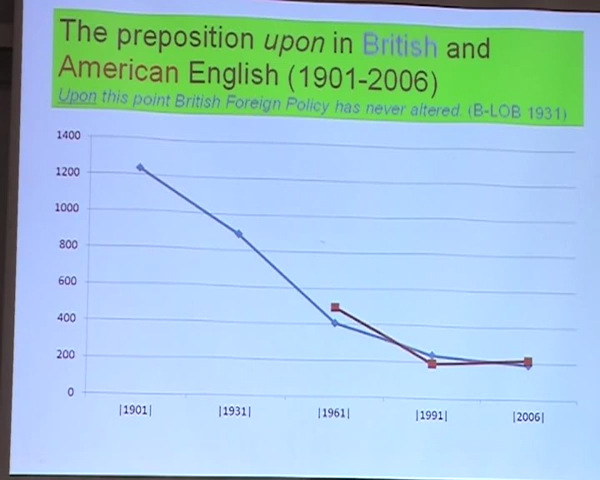 The preposition upon in British and
American English (1901-2006)
Upon this point British Foreign Policy has never altered. (B-LOB 1931)
1400
1200
1000
800
600
400
200
0
|1901| |1931| |1961| |1991| |2006|